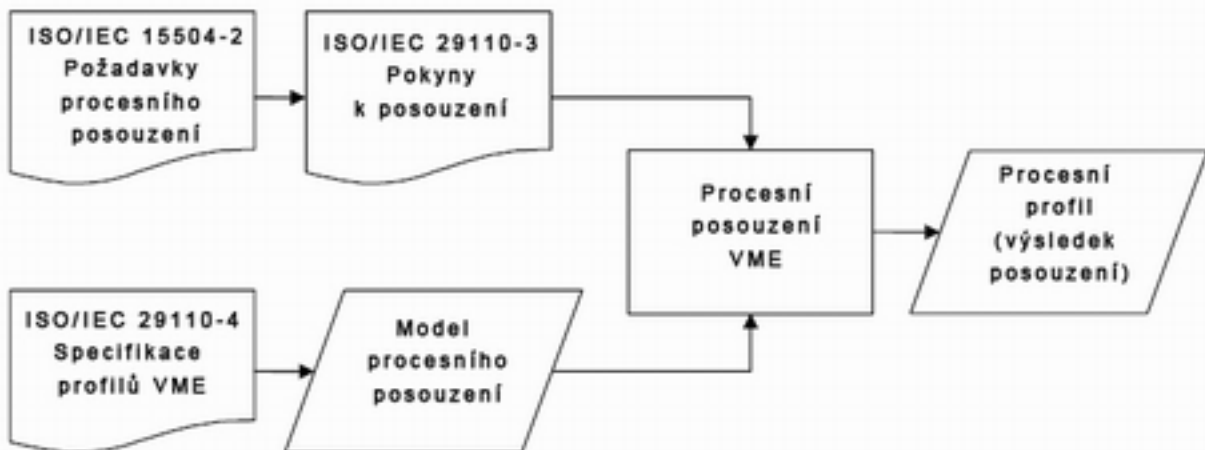 ISO/IEC 15504-2
Požadavky
procesního
posouzení
ISO/IEC 29110-3
Pokyny
k posouzení
Procesní
posouzení
VME
Procesní
profil
(výsledek
posouzení)
ISO/IEC 29110-4
Specifikace
profilů VME
Model
procesního
posouzení